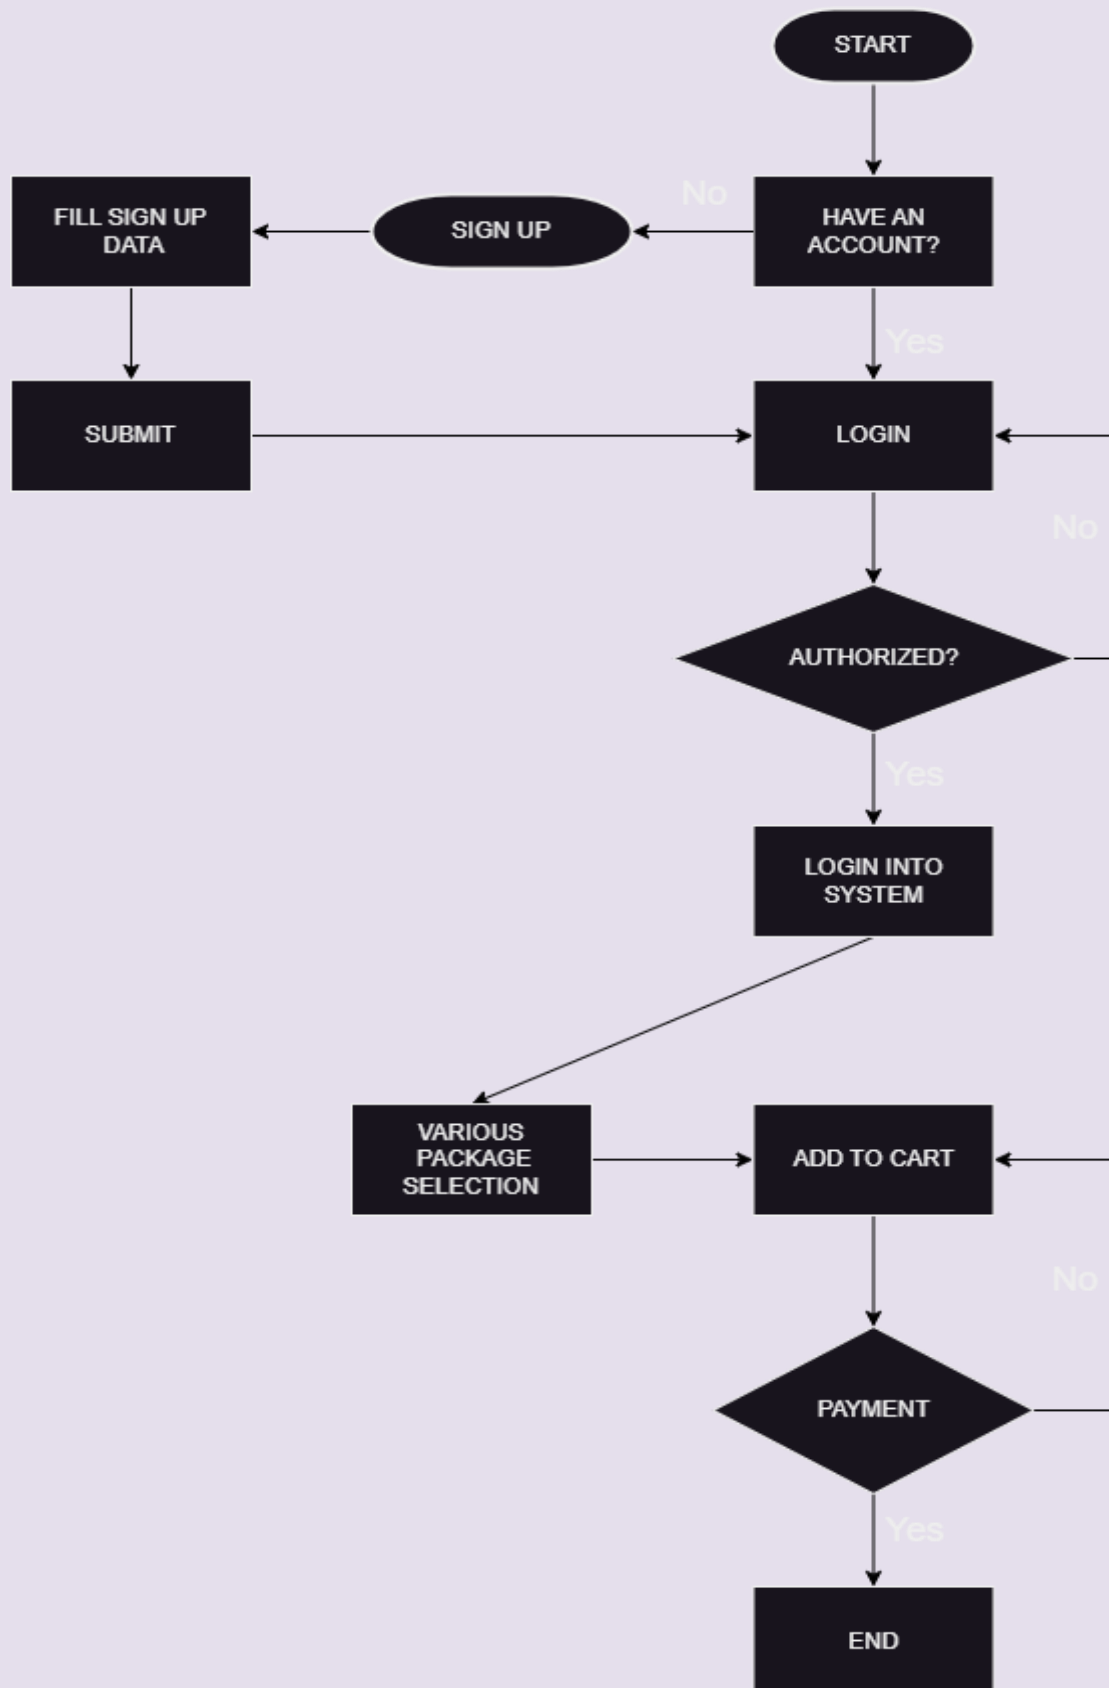 START
No
HAVE AN
ACCOUNT?
SIGN UP
FILL SIGN UP
DATA
Yes
SUBMIT
LOGIN
No
AUTHORIZED?
Yes
LOGIN INTO
SYSTEM
VARIOUS
PACKAGE
SELECTION
ADD TO CART
No
PAYMENT
Yes
END